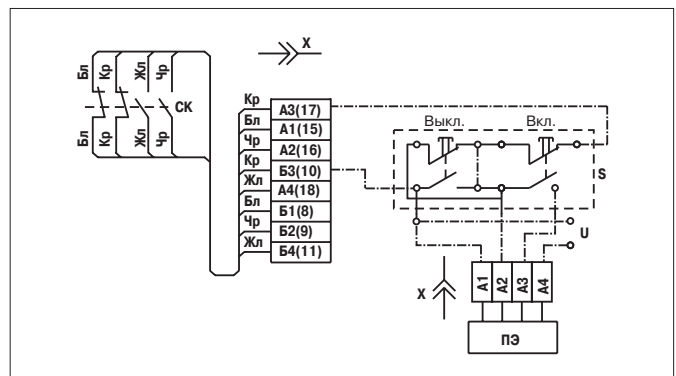 X
Бл
Кр
Жл
Чр
СК
Бл
Кр
Жл
Чр
Кр А3(17)
Бл А1(15)
Чр А2(16)
Кр Б3(10)
Жл А4(18)
Бл Б1(8)
Чр Б2(9)
Жл Б4(11)
Выкл. Вкл.
S
U
X
А1
А2
А3
А4
ПЭ